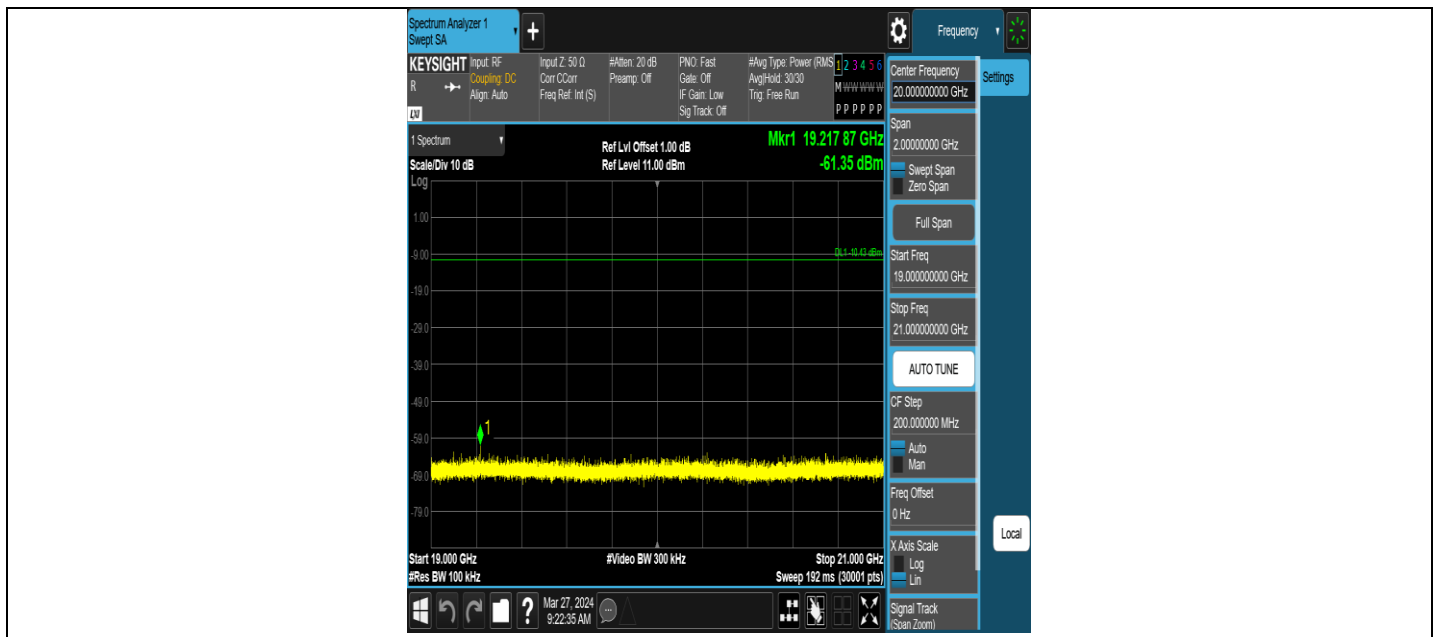 Spectrum Analyzer 1
Swept SA
+
Frequency
KEYSIGHT
R
LXI
Input: RF
Coupling: DC
Align: Auto
Input Z: 50 Ω
Corr CCorr
Freq Ref: Int (S)
#Atten: 20 dB
Preamp: Off
PNO: Fast
Gate: Off
IF Gain: Low
Sig Track: Off
#Avg Type: Power (RMS
Avg|Hold: 30/30
Trig: Free Run
1 2 3 4 5 6
M W W W W W
P P P P P P
1 Spectrum
Scale/Div 10 dB
Log
Ref Lvl Offset 1.00 dB
Ref Level 11.00 dBm
Mkr1 19.217 87 GHz
-61.35 dBm
1.00
-9.00
DL1 -10.43 dBm
-19.0
-29.0
-39.0
-49.0
1
-59.0
-69.0
-79.0
Start 19.000 GHz
#Res BW 100 kHz
#Video BW 300 kHz
Stop 21.000 GHz
Sweep 192 ms (30001 pts)
Center Frequency
20.000000000 GHz
Settings
Span
2.00000000 GHz
Swept Span
Zero Span
Full Span
Start Freq
19.000000000 GHz
Stop Freq
21.000000000 GHz
AUTO TUNE
CF Step
200.000000 MHz
Auto
Man
Freq Offset
0 Hz
X Axis Scale
Log
Lin
Local
Signal Track
(Span Zoom)
?
Mar 27, 2024
9:22:35 AM